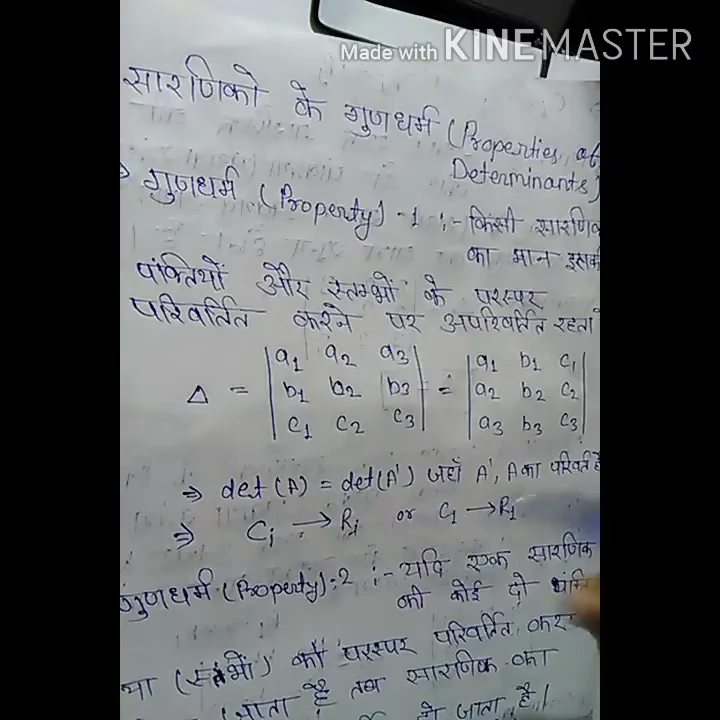 Made with KINEMASTER
सारणिको के गुणधर्म (Properties of
Determinants)
गुणधर्म (Property) -1 :- किसी सारणिक
का मान इसकी
पंक्तियों और स्तम्भों के परस्पर
परिवर्तित करने पर अपरिवर्तित रहता
Δ = |a1 a2 a3| = |a1 b1 c1|
|b1 b2 b3| |a2 b2 c2|
|c1 c2 c3| |a3 b3 c3|
⇒ det (A) = det (A') जहाँ A', A का परिवर्त है
⇒ Ci → Ri or C1 → R1
गुणधर्म (Property):2 :- यदि एक सारणिक
की कोई दो
या (स्तंभों) को परस्पर परिवर्तित कर
जाता है तब सारणिक का
हो जाता है।